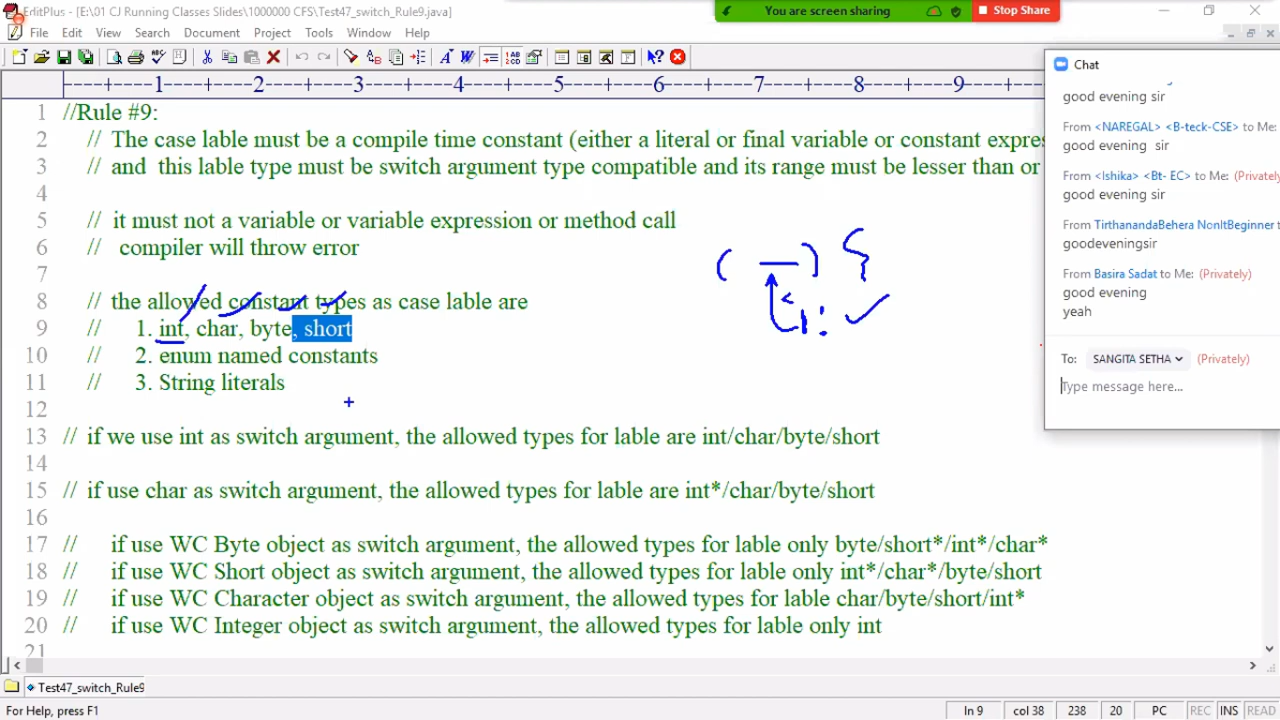 EditPlus - [E:\01 CJ Running Classes Slides\1000000 CFS\Test47_switch_Rule9.java]
You are screen sharing
Stop Share
File Edit View Search Document Project Tools Window Help
----+----1----+----2----+----3----+----4----+----5----+----6----+----7----+----8----+----9----+---
1 //Rule #9:
2 // The case lable must be a compile time constant (either a literal or final variable or constant expres
3 // and this lable type must be switch argument type compatible and its range must be lesser than or
4
5 // it must not a variable or variable expression or method call
6 // compiler will throw error
7
8 // the allowed constant types as case lable are
9 // 1. int, char, byte, short
10 // 2. enum named constants
11 // 3. String literals
12
13 // if we use int as switch argument, the allowed types for lable are int/char/byte/short
14
15 // if use char as switch argument, the allowed types for lable are int*/char/byte/short
16
17 // if use WC Byte object as switch argument, the allowed types for lable only byte/short*/int*/char*
18 // if use WC Short object as switch argument, the allowed types for lable only int*/char*/byte/short
19 // if use WC Character object as switch argument, the allowed types for lable char/byte/short/int*
20 // if use WC Integer object as switch argument, the allowed types for lable only int
21
Chat
good evening sir
From <NAREGAL> <B-teck-CSE> to Me:
good evening sir
From <Ishika> <Bt- EC> to Me: (Privately
good evening sir
From TirthanandaBehera NonItBeginner t
goodeveningsir
From Basira Sadat to Me: (Privately)
good evening
yeah
To: SANGITA SETHA (Privately)
Type message here...
Test47_switch_Rule9
For Help, press F1
ln 9 col 38 238 20 PC REC INS READ